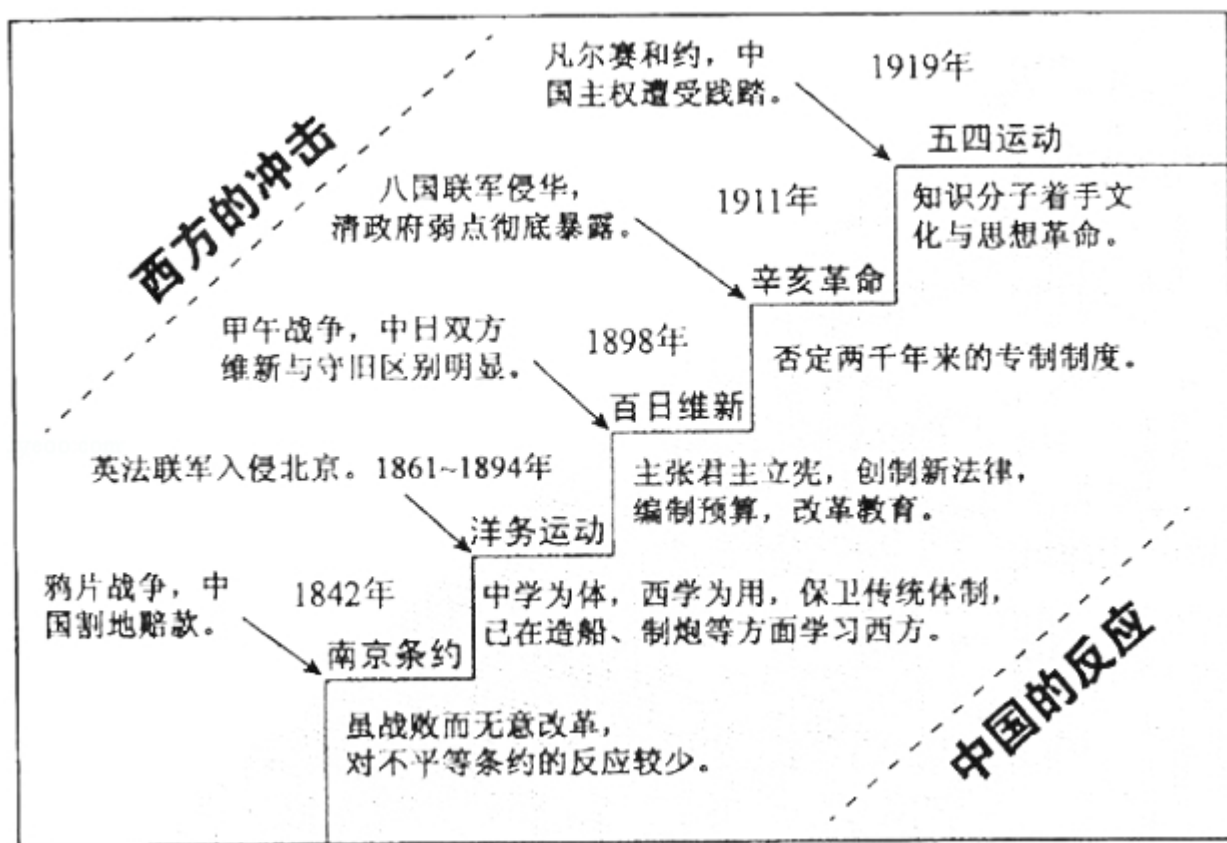 凡尔赛和约，中
国主权遭受践踏。
1919年
五四运动
知识分子着手文
化与思想革命。
西方的冲击
八国联军侵华，
清政府弱点彻底暴露。
1911年
辛亥革命
否定两千年来的专制制度。
甲午战争，中日双方
维新与守旧区别明显。
1898年
百日维新
主张君主立宪，创制新法律，
编制预算，改革教育。
英法联军入侵北京。1861~1894年
洋务运动
中学为体，西学为用，保卫传统体制，
已在造船、制炮等方面学习西方。
鸦片战争，中
国割地赔款。
1842年
南京条约
虽战败而无意改革，
对不平等条约的反应较少。
中国的反应